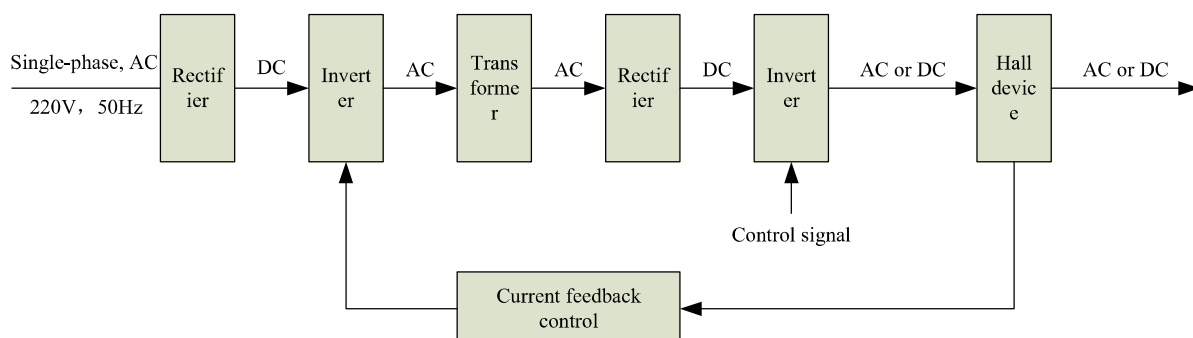 Single-phase, AC
220V，50Hz
Rectif
ier
DC
Invert
er
AC
Trans
forme
r
AC
Rectif
ier
DC
Invert
er
AC or DC
Hall
devic
e
AC or DC
Control signal
Current feedback
control